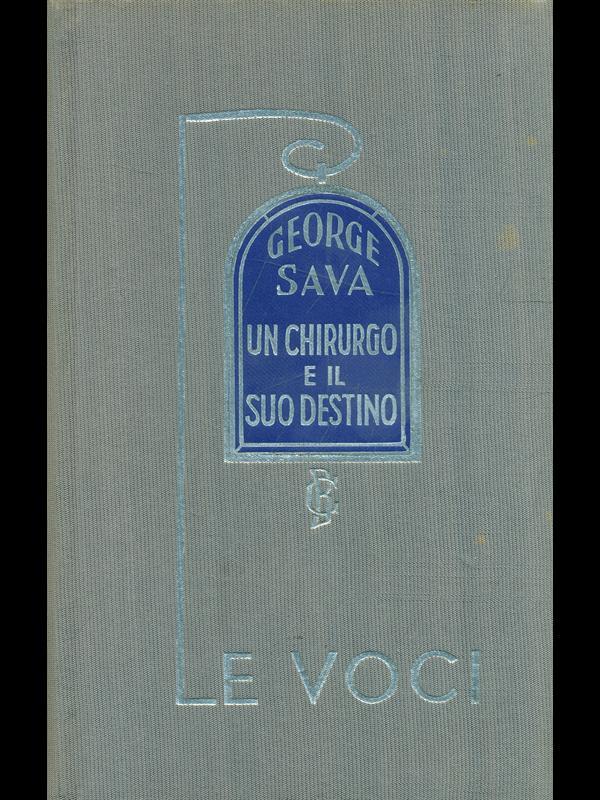 GEORGE
SAVA
UN CHIRURGO
E IL
SUO DESTINO
LE VOCI